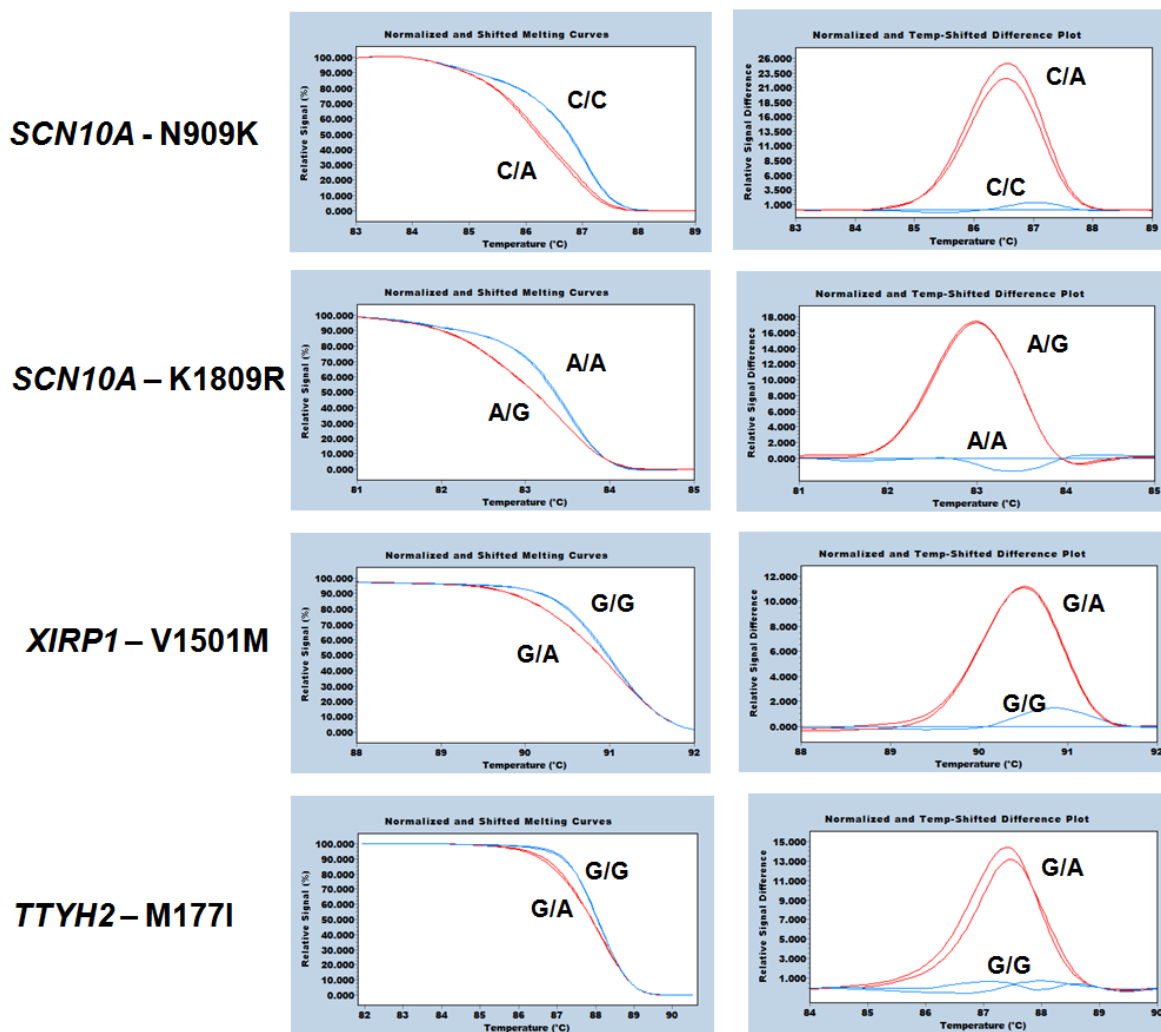 Normalized and Shifted Melting Curves
Relative Signal (%)
100.000
90.000
80.000
70.000
60.000
50.000
40.000
30.000
20.000
10.000
0.000
C/C
C/A
83 84 85 86 87 88 89
Temperature (°C)
Normalized and Temp-Shifted Difference Plot
Relative Signal Difference
26.000
23.500
21.000
18.500
16.000
13.500
11.000
8.500
6.000
3.500
1.000
C/A
C/C
83 84 85 86 87 88 89
Temperature (°C)
SCN10A - N909K
Normalized and Shifted Melting Curves
Relative Signal (%)
100.000
90.000
80.000
70.000
60.000
50.000
40.000
30.000
20.000
10.000
0.000
A/A
A/G
81 82 83 84 85
Temperature (°C)
Normalized and Temp-Shifted Difference Plot
Relative Signal Difference
18.000
16.000
14.000
12.000
10.000
8.000
6.000
4.000
2.000
0.000
A/G
A/A
81 82 83 84 85
Temperature (°C)
SCN10A – K1809R
Normalized and Shifted Melting Curves
Relative Signal (%)
100.000
90.000
80.000
70.000
60.000
50.000
40.000
30.000
20.000
10.000
0.000
G/G
G/A
88 89 90 91 92
Temperature (°C)
Normalized and Temp-Shifted Difference Plot
Relative Signal Difference
12.000
10.000
8.000
6.000
4.000
2.000
0.000
G/A
G/G
88 89 90 91 92
Temperature (°C)
XIRP1 – V1501M
Normalized and Shifted Melting Curves
Relative Signal (%)
100.000
90.000
80.000
70.000
60.000
50.000
40.000
30.000
20.000
10.000
0.000
G/G
G/A
82 83 84 85 86 87 88 89 90
Temperature (°C)
Normalized and Temp-Shifted Difference Plot
Relative Signal Difference
15.000
13.000
11.000
9.000
7.000
5.000
3.000
1.000
G/A
G/G
84 85 86 87 88 89 90
Temperature (°C)
TTYH2 – M177I